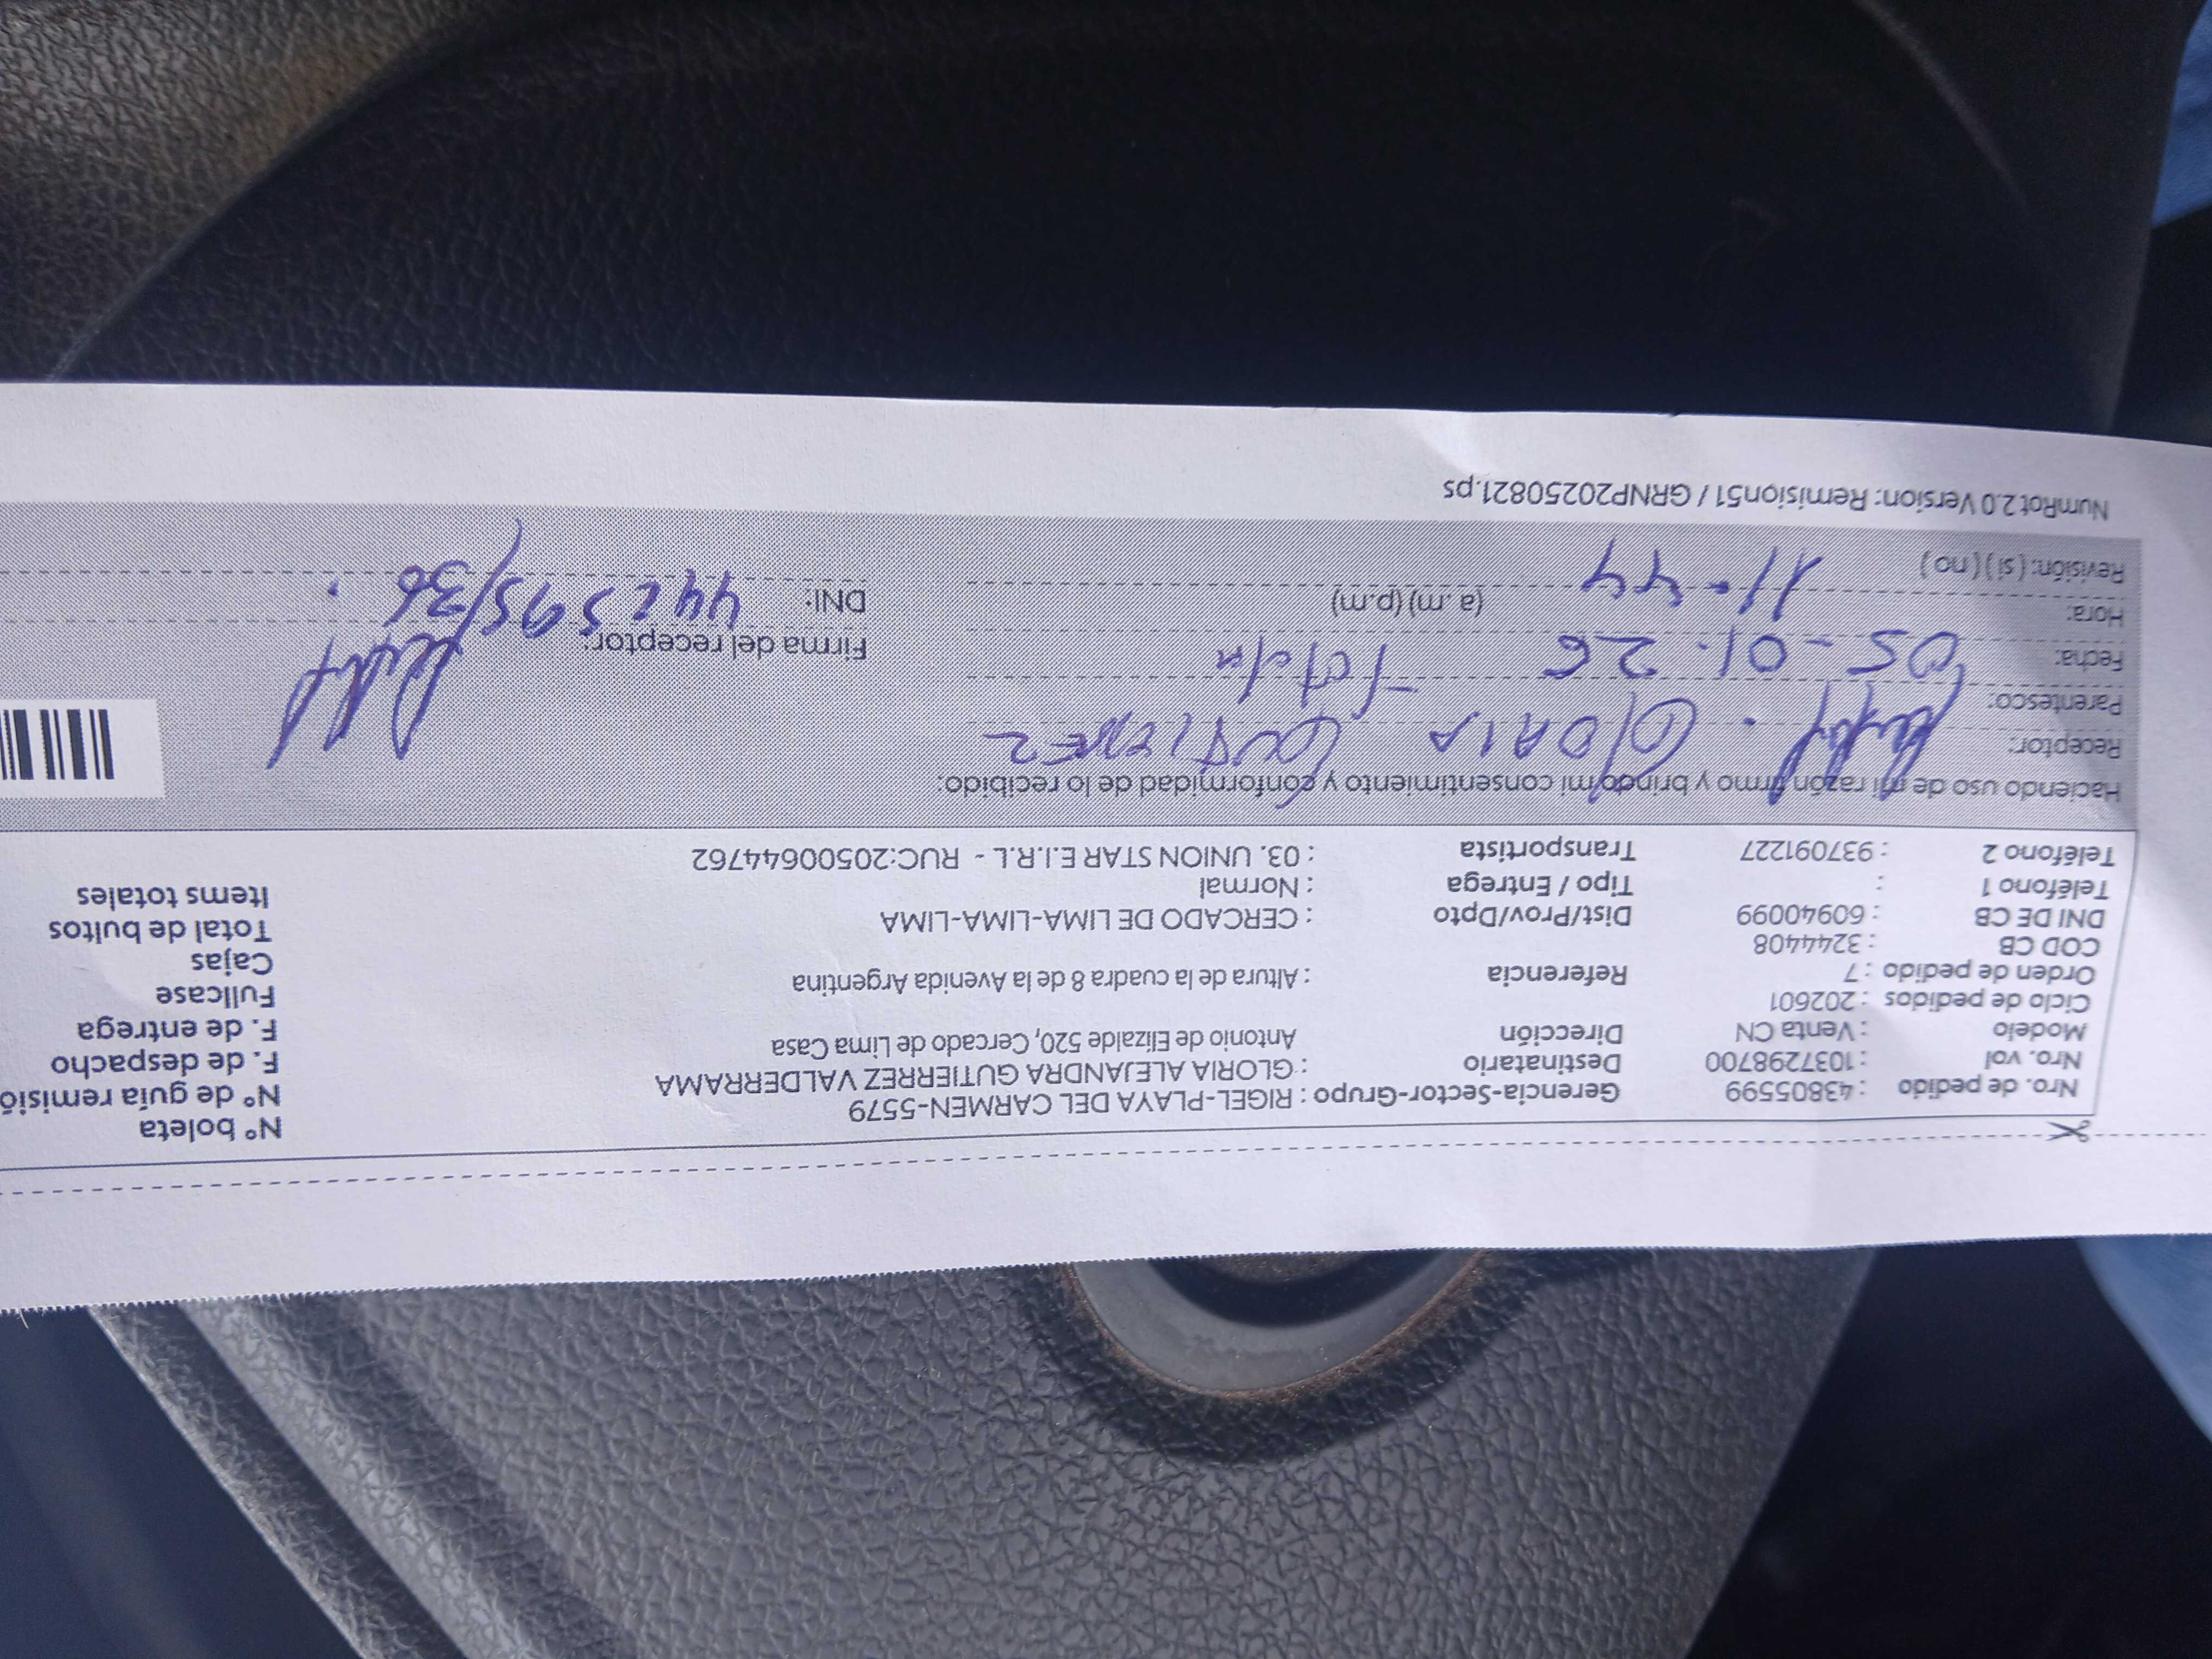 Nº boleta
Nro. de pedido : 43805599 Gerencia-Sector-Grupo : RIGEL-PLAYA DEL CARMEN-5579 Nº de guía remisió
Nro. vol : 1037298700 Destinatario : GLORIA ALEJANDRA GUTIERREZ VALDERRAMA F. de despacho
Modelo : Venta CN Dirección Antonio de Elizalde 520, Cercado de Lima Casa F. de entrega
Ciclo de pedidos : 202601 Fullcase
Orden de pedido : 7 Referencia : Altura de la cuadra 8 de la Avenida Argentina Cajas
COD CB : 3244408 Total de bultos
DNI DE CB : 60940099 Dist/Prov/Dpto : CERCADO DE LIMA-LIMA-LIMA Items totales
Teléfono 1 : Tipo / Entrega : Normal
Teléfono 2 : 937091227 Transportista : 03. UNION STAR E.I.R.L - RUC:20500644762
Haciendo uso de mi razón firmo y brindo mi consentimiento y conformidad de lo recibido:
Receptor: GLORIA GUTIERREZ
Parentesco: Titular
Fecha: 05-01-26 Firma del receptor:
Hora: 11-44 (a.m) (p.m) DNI:
Revisión: ( si ) ( no )
NumRot 2.0 Version: Remision51 / GRNP20250821.ps